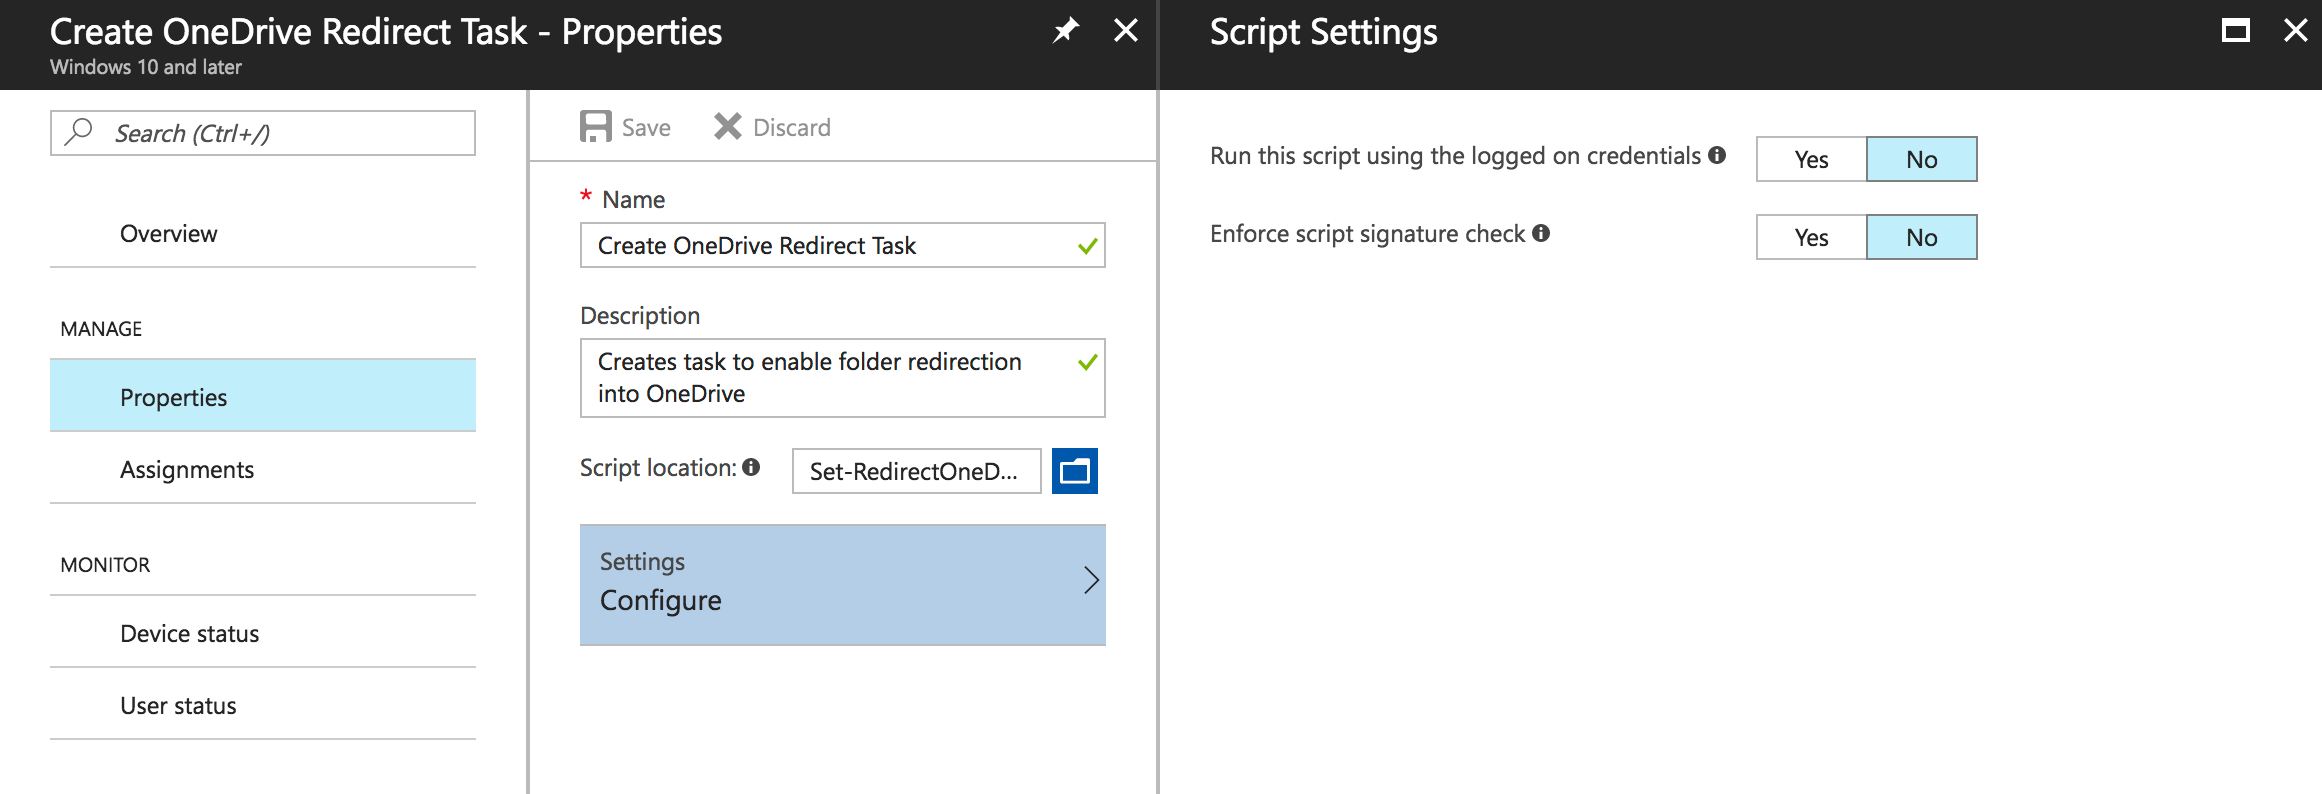 Create OneDrive Redirect Task - Properties
Windows 10 and later
Search (Ctrl+/)
Overview
MANAGE
Properties
Assignments
MONITOR
Device status
User status
Save
Discard
* Name
Create OneDrive Redirect Task
Description
Creates task to enable folder redirection
into OneDrive
Script location:
Set-RedirectOneD...
Settings
Configure
Script Settings
Run this script using the logged on credentials
Yes
No
Enforce script signature check
Yes
No